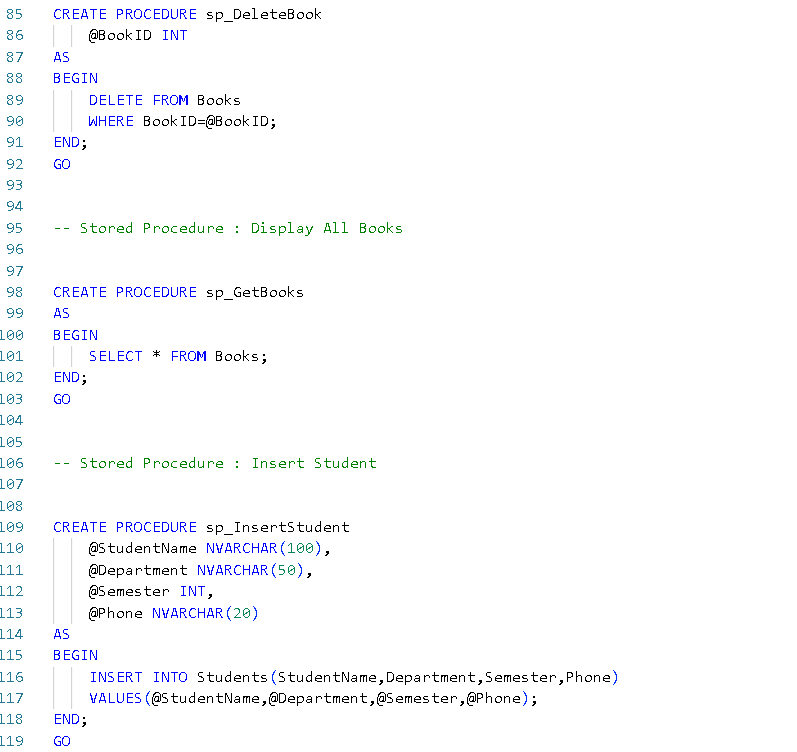 85 CREATE PROCEDURE sp_DeleteBook
86 @BookID INT
87 AS
88 BEGIN
89 DELETE FROM Books
90 WHERE BookID=@BookID;
91 END;
92 GO
93
94
95 -- Stored Procedure : Display All Books
96
97
98 CREATE PROCEDURE sp_GetBooks
99 AS
100 BEGIN
101 SELECT * FROM Books;
102 END;
103 GO
104
105
106 -- Stored Procedure : Insert Student
107
108
109 CREATE PROCEDURE sp_InsertStudent
110 @StudentName NVARCHAR(100),
111 @Department NVARCHAR(50),
112 @Semester INT,
113 @Phone NVARCHAR(20)
114 AS
115 BEGIN
116 INSERT INTO Students(StudentName,Department,Semester,Phone)
117 VALUES(@StudentName,@Department,@Semester,@Phone);
118 END;
119 GO